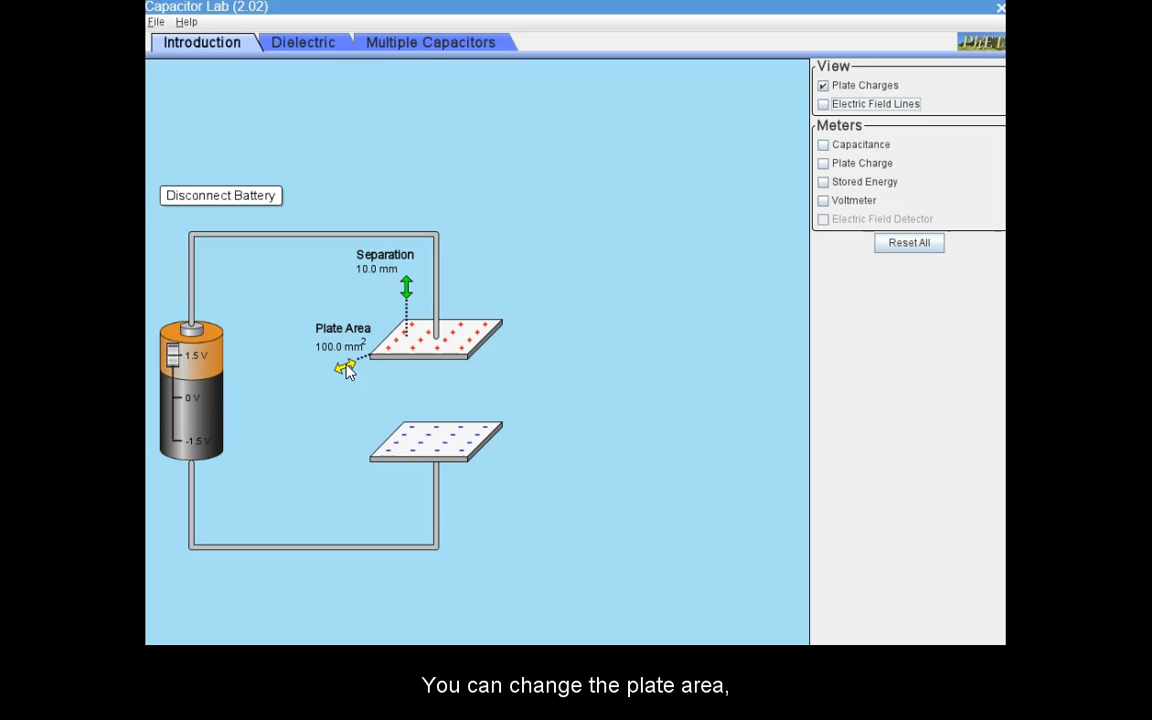 Capacitor Lab (2.02)
File Help
Introduction Dielectric Multiple Capacitors
PhET
View
Plate Charges
Electric Field Lines
Meters
Capacitance
Plate Charge
Stored Energy
Voltmeter
Electric Field Detector
Reset All
Disconnect Battery
Separation
10.0 mm
Plate Area
100.0 mm²
1.5 V
0 V
-1.5 V
You can change the plate area,